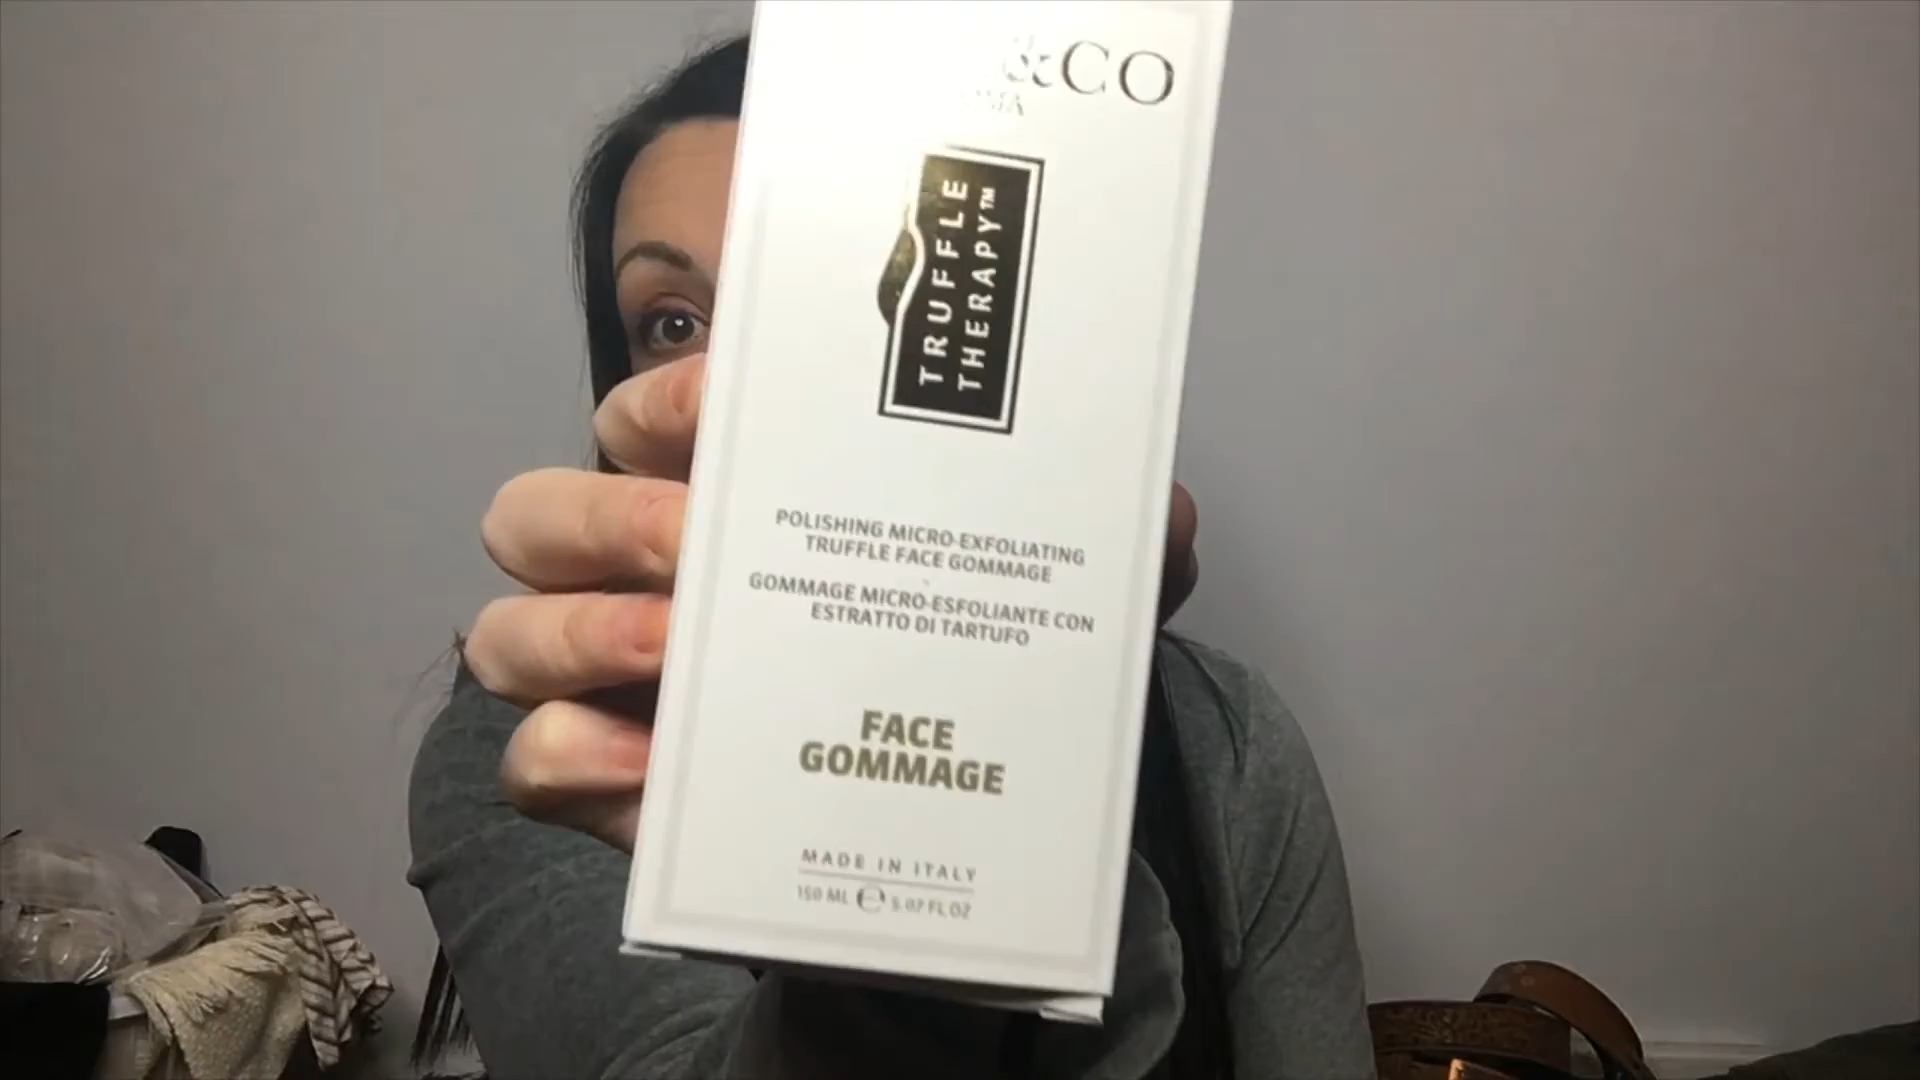 &CO
TRUFFLE
THERAPY™
POLISHING MICRO-EXFOLIATING
TRUFFLE FACE GOMMAGE
GOMMAGE MICRO-ESFOLIANTE CON
ESTRATTO DI TARTUFO
FACE
GOMMAGE
MADE IN ITALY
150 ML ℮ 5.07 FL OZ